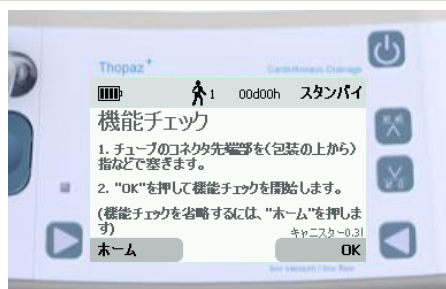 Thopaz+
Cardiothoracic Drainage
1 00d00h スタンバイ
機能チェック
1. チューブのコネクタ先端部を(包装の上から)
指などで塞ぎます。
2. "OK"を押して機能チェックを開始します。
(機能チェックを省略するには、"ホーム"を押しま
す)
キャニスター0.3l
ホーム OK
low vacuum / low flow